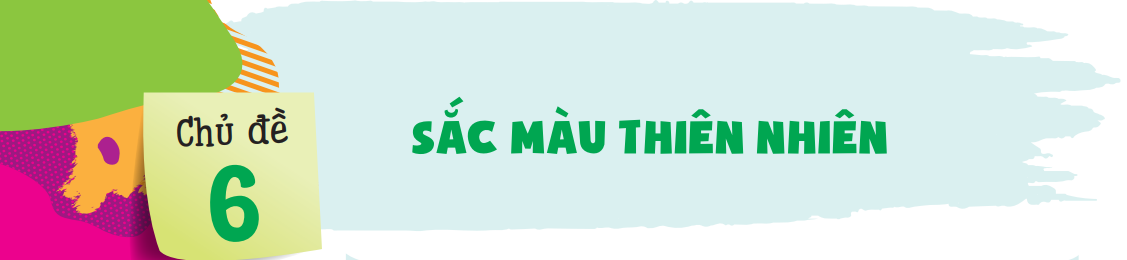 Chủ đề
6
SẮC MÀU THIÊN NHIÊN